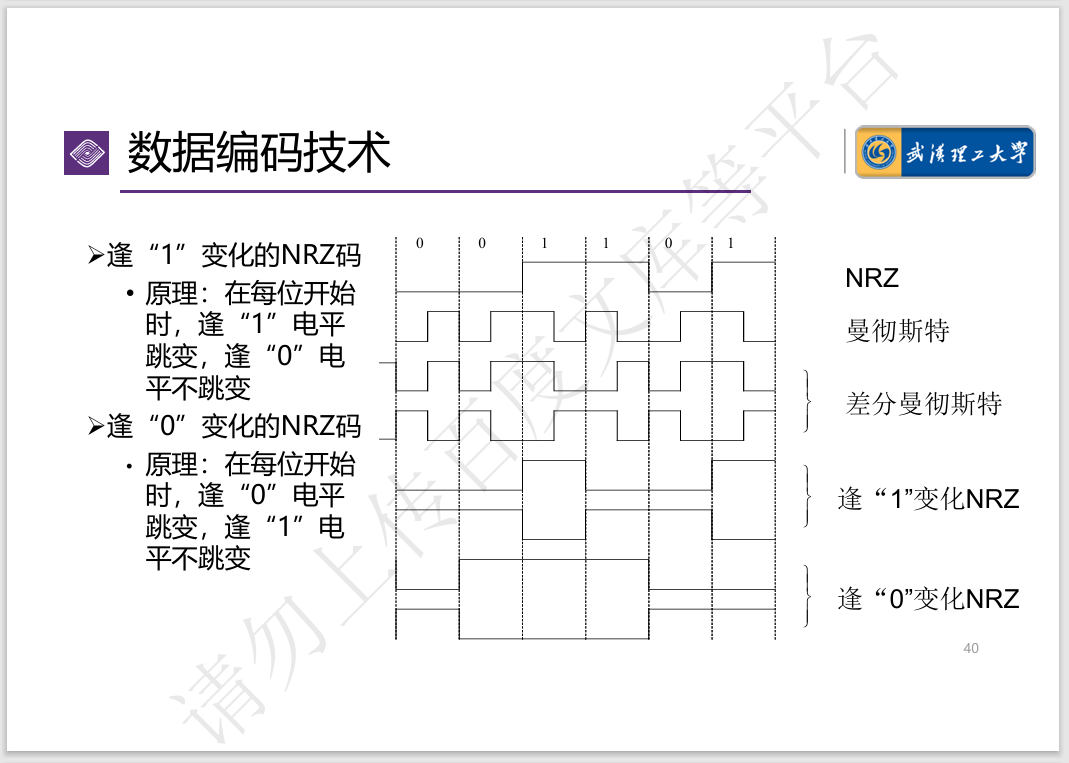 数据编码技术
武汉理工大学
➢逢“1”变化的NRZ码
• 原理：在每位开始
时，逢“1”电平
跳变，逢“0”电
平不跳变
➢逢“0”变化的NRZ码
• 原理：在每位开始
时，逢“0”电平
跳变，逢“1”电
平不跳变
0 0 1 1 0 1
NRZ
曼彻斯特
差分曼彻斯特
逢“1”变化NRZ
逢“0”变化NRZ
40
请勿上传百度文库等平台